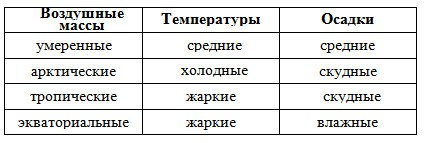 Воздушные массы Температуры Осадки
умеренные средние средние
арктические холодные скудные
тропические жаркие скудные
экваториальные жаркие влажные